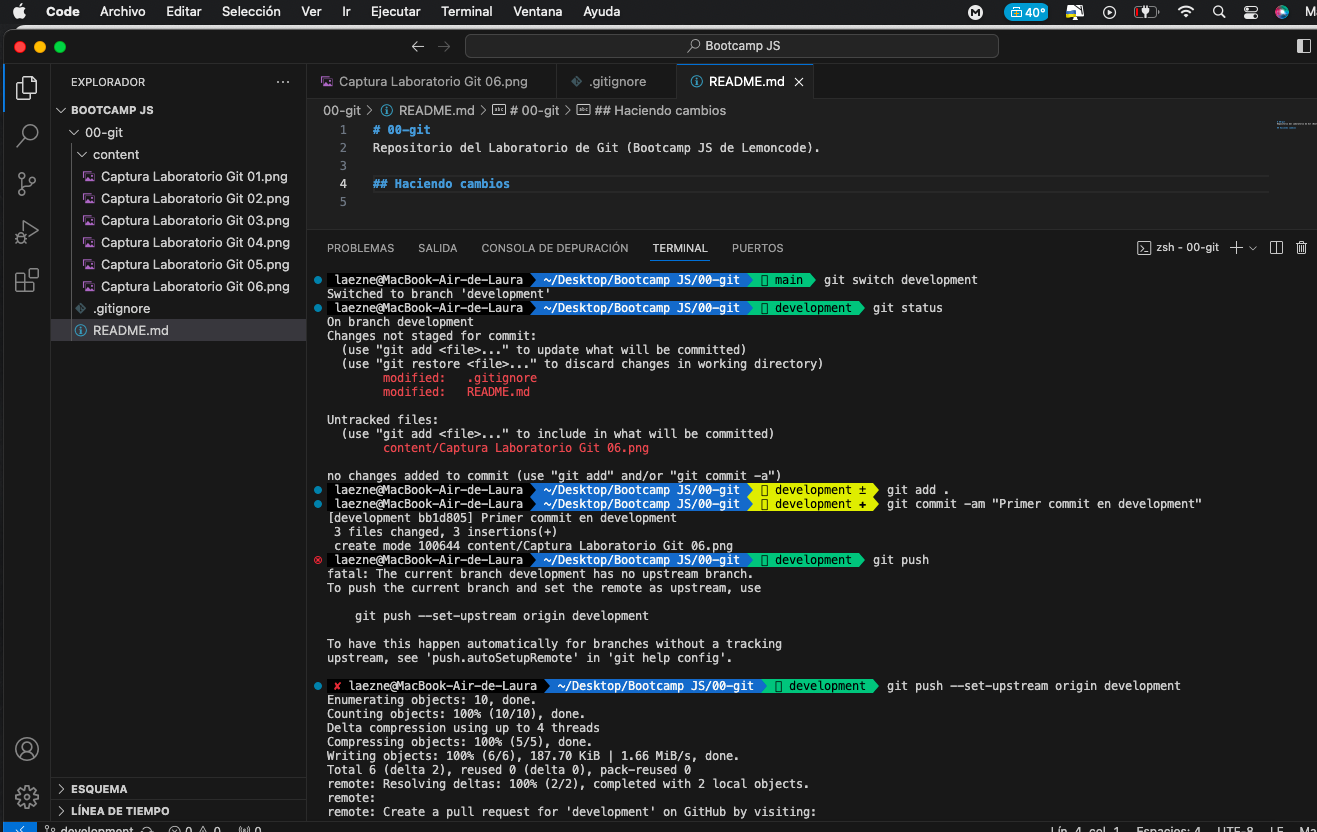 Code Archivo Editar Selección Ver Ir Ejecutar Terminal Ventana Ayuda 40°
Bootcamp JS
EXPLORADOR
BOOTCAMP JS
00-git
content
Captura Laboratorio Git 01.png
Captura Laboratorio Git 02.png
Captura Laboratorio Git 03.png
Captura Laboratorio Git 04.png
Captura Laboratorio Git 05.png
Captura Laboratorio Git 06.png
.gitignore
README.md
ESQUEMA
LÍNEA DE TIEMPO
Captura Laboratorio Git 06.png .gitignore README.md
00-git > README.md > # 00-git > ## Haciendo cambios
1 # 00-git
2 Repositorio del Laboratorio de Git (Bootcamp JS de Lemoncode).
3
4 ## Haciendo cambios
5
PROBLEMAS SALIDA CONSOLA DE DEPURACIÓN TERMINAL PUERTOS zsh - 00-git
laezne@MacBook-Air-de-Laura ~/Desktop/Bootcamp JS/00-git main git switch development
Switched to branch 'development'
laezne@MacBook-Air-de-Laura ~/Desktop/Bootcamp JS/00-git development git status
On branch development
Changes not staged for commit:
(use "git add <file>..." to update what will be committed)
(use "git restore <file>..." to discard changes in working directory)
modified: .gitignore
modified: README.md
Untracked files:
(use "git add <file>..." to include in what will be committed)
content/Captura Laboratorio Git 06.png
no changes added to commit (use "git add" and/or "git commit -a")
laezne@MacBook-Air-de-Laura ~/Desktop/Bootcamp JS/00-git development ± git add .
laezne@MacBook-Air-de-Laura ~/Desktop/Bootcamp JS/00-git development + git commit -am "Primer commit en development"
[development bb1d805] Primer commit en development
3 files changed, 3 insertions(+)
create mode 100644 content/Captura Laboratorio Git 06.png
laezne@MacBook-Air-de-Laura ~/Desktop/Bootcamp JS/00-git development git push
fatal: The current branch development has no upstream branch.
To push the current branch and set the remote as upstream, use
git push --set-upstream origin development
To have this happen automatically for branches without a tracking
upstream, see 'push.autoSetupRemote' in 'git help config'.
✘ laezne@MacBook-Air-de-Laura ~/Desktop/Bootcamp JS/00-git development git push --set-upstream origin development
Enumerating objects: 10, done.
Counting objects: 100% (10/10), done.
Delta compression using up to 4 threads
Compressing objects: 100% (5/5), done.
Writing objects: 100% (6/6), 187.70 KiB | 1.66 MiB/s, done.
Total 6 (delta 2), reused 0 (delta 0), pack-reused 0
remote: Resolving deltas: 100% (2/2), completed with 2 local objects.
remote:
remote: Create a pull request for 'development' on GitHub by visiting:
development 0 0 0 Lín. 4, col. 1 Espacios: 4 UTF-8 LF